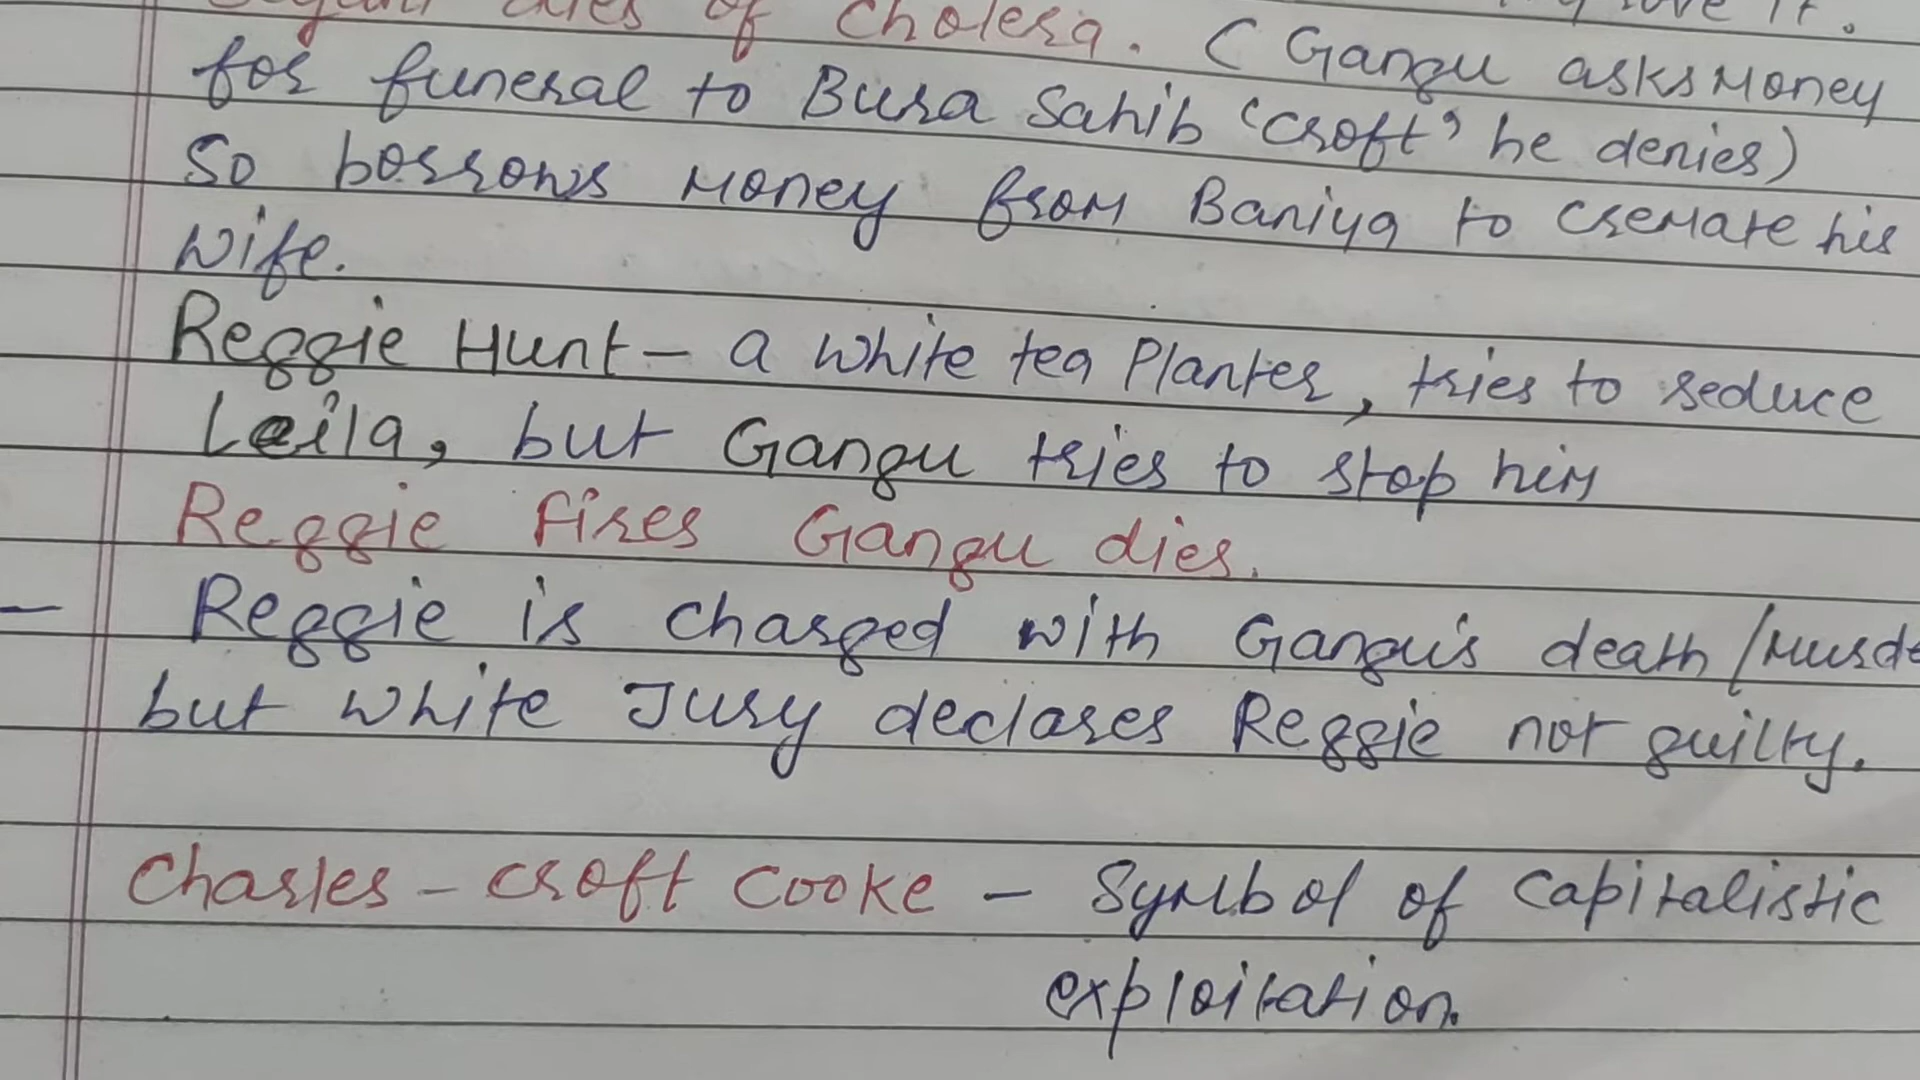 dies of Cholera. (Gangu asks Money
for funeral to Bura Sahib 'Croft' he denies)
So borrows Money from Baniya to cremate his
wife.
Reggie Hunt - a white tea Planter, tries to seduce
Leila, but Gangu tries to stop him
Reggie fires Gangu dies.
- Reggie is charged with Gangu's death /
but white Jury declares Reggie not guilty.
Charles - Croft Cooke - Symbol of Capitalistic
exploitation.